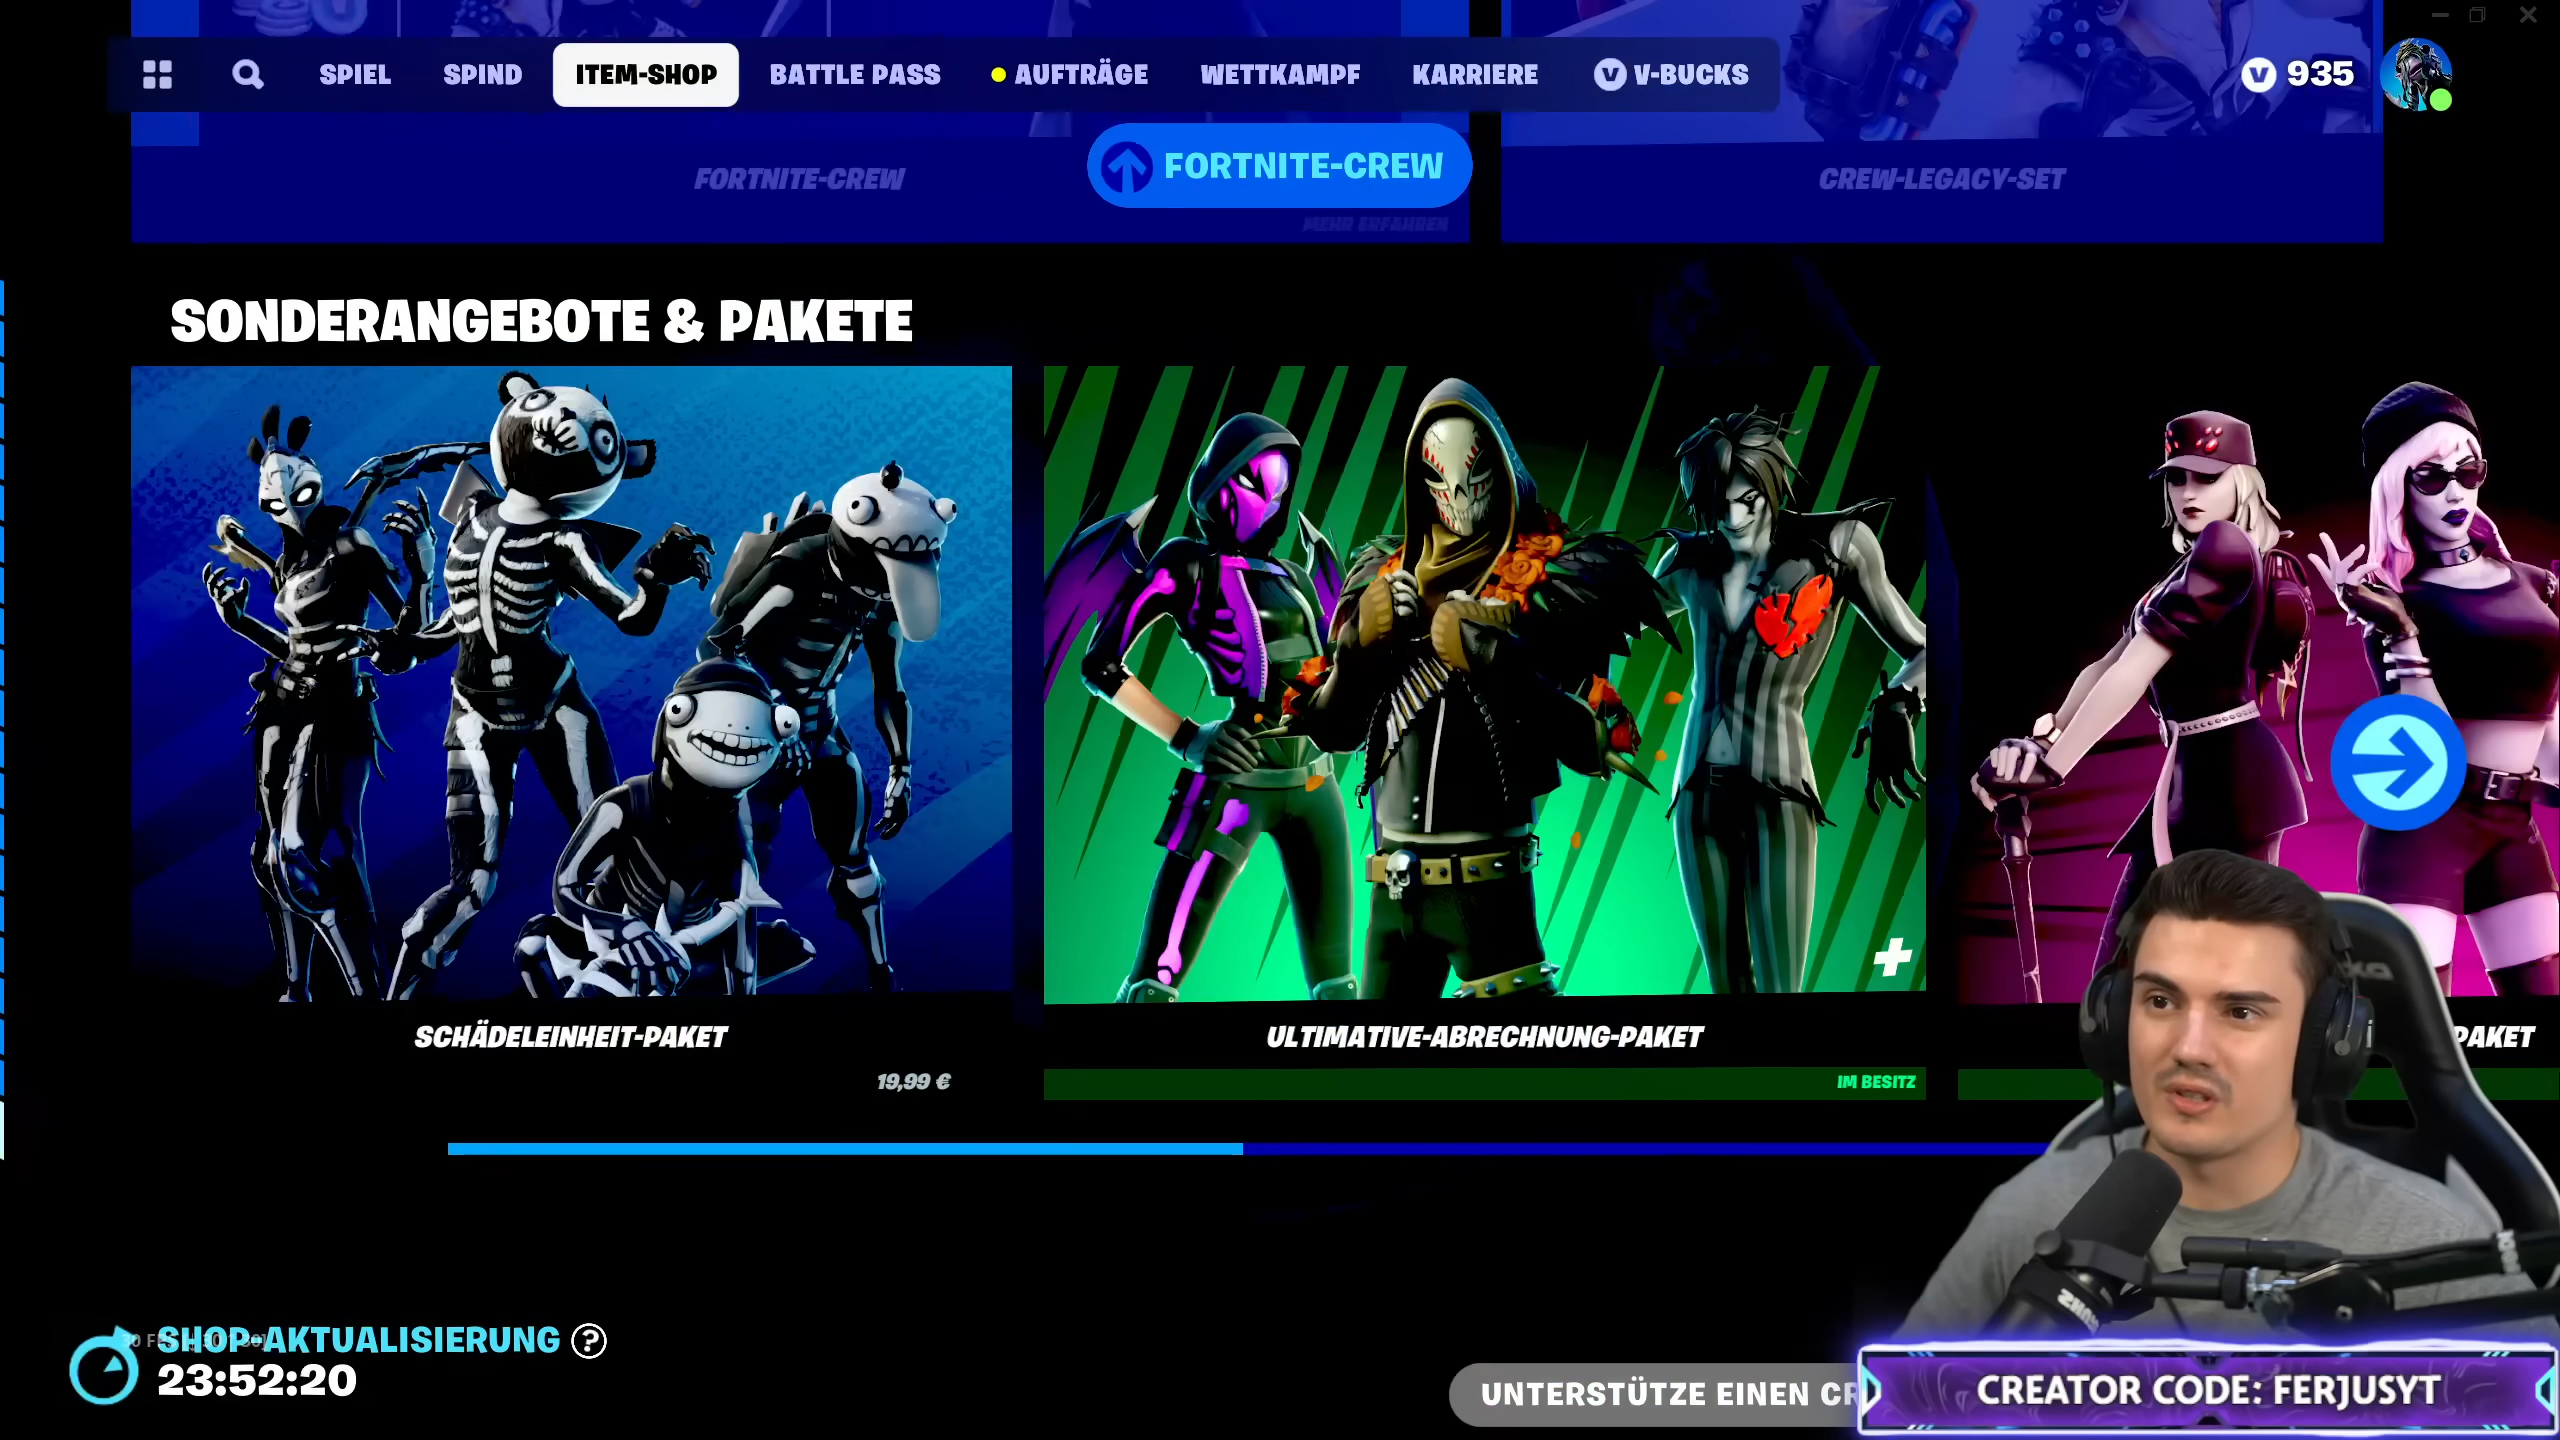 SPIEL
SPIND
ITEM-SHOP
BATTLE PASS
AUFTRÄGE
WETTKAMPF
KARRIERE
V-BUCKS
935
FORTNITE-CREW
FORTNITE-CREW
CREW-LEGACY-SET
MEHR ERFAHREN
SONDERANGEBOTE & PAKETE
SCHÄDELEINHEIT-PAKET
19,99 €
ULTIMATIVE-ABRECHNUNG-PAKET
IM BESITZ
PAKET
SHOP-AKTUALISIERUNG
23:52:20
UNTERSTÜTZE EINEN CR
CREATOR CODE: FERJUSYT